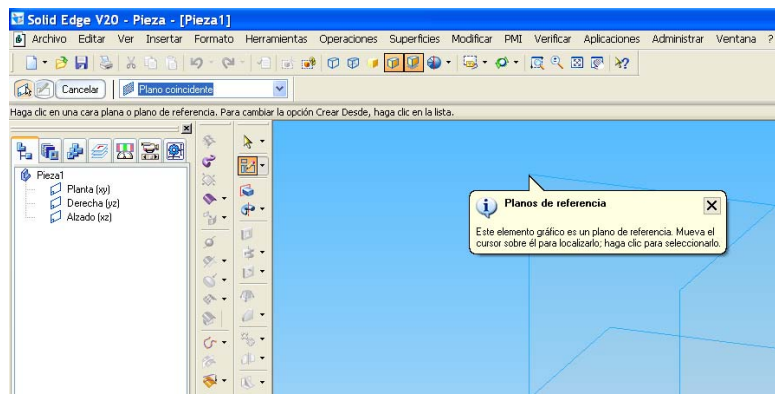 Solid Edge V20 - Pieza - [Pieza1]
Archivo Editar Ver Insertar Formato Herramientas Operaciones Superficies Modificar PMI Verificar Aplicaciones Administrar Ventana ?
Cancelar Plano coincidente
Haga clic en una cara plana o plano de referencia. Para cambiar la opción Crear Desde, haga clic en la lista.
Pieza1
Planta (xy)
Derecha (yz)
Alzado (xz)
Planos de referencia
Este elemento gráfico es un plano de referencia. Mueva el
cursor sobre él para localizarlo; haga clic para seleccionarlo.